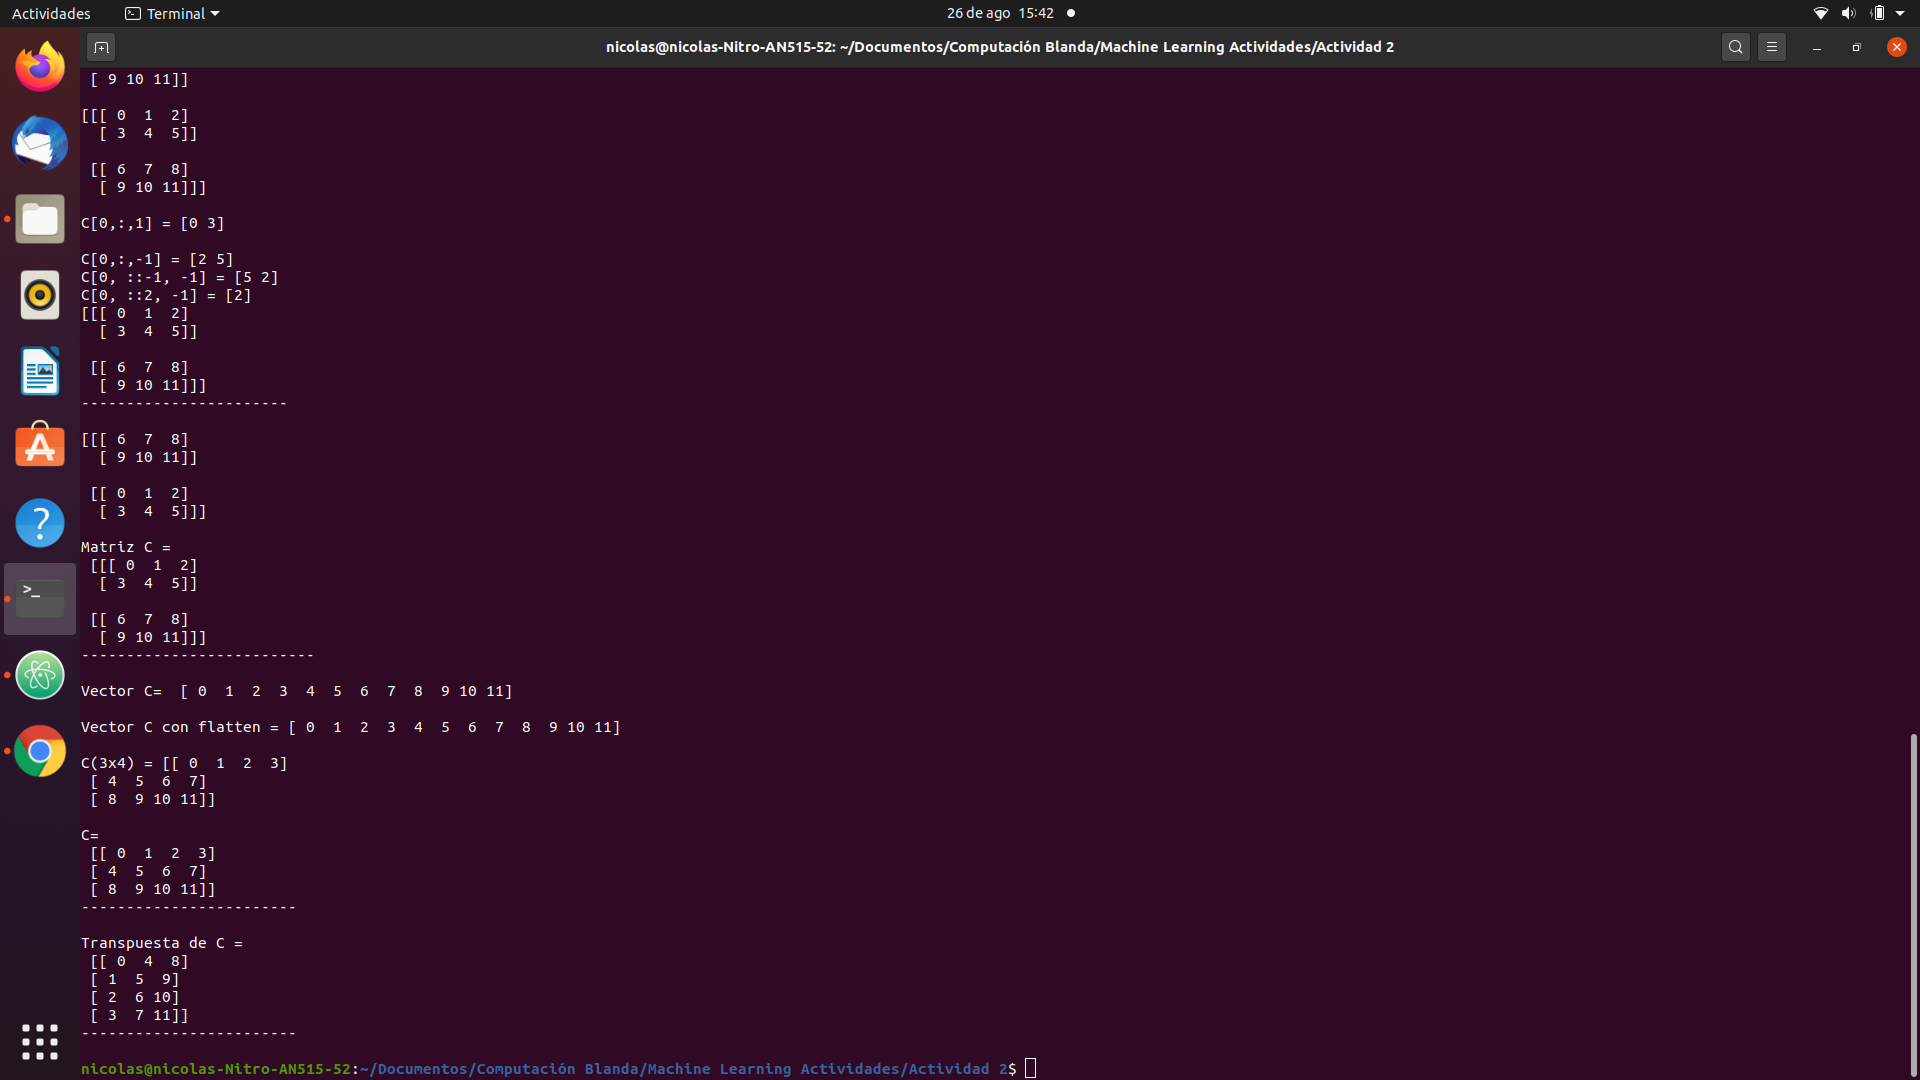 Actividades Terminal 26 de ago 15:42
nicolas@nicolas-Nitro-AN515-52: ~/Documentos/Computación Blanda/Machine Learning Actividades/Actividad 2
 [ 9 10 11]]

[[[ 0  1  2]
  [ 3  4  5]]

 [[ 6  7  8]
  [ 9 10 11]]]

C[0,:,1] = [0 3]

C[0,:,-1] = [2 5]
C[0, ::-1, -1] = [5 2]
C[0, ::2, -1] = [2]
[[[ 0  1  2]
  [ 3  4  5]]

 [[ 6  7  8]
  [ 9 10 11]]]
-----------------------

[[[ 6  7  8]
  [ 9 10 11]]

 [[ 0  1  2]
  [ 3  4  5]]]

Matriz C =
 [[[ 0  1  2]
  [ 3  4  5]]

 [[ 6  7  8]
  [ 9 10 11]]]
--------------------------

Vector C=  [ 0  1  2  3  4  5  6  7  8  9 10 11]

Vector C con flatten = [ 0  1  2  3  4  5  6  7  8  9 10 11]

C(3x4) = [[ 0  1  2  3]
 [ 4  5  6  7]
 [ 8  9 10 11]]

C=
 [[ 0  1  2  3]
 [ 4  5  6  7]
 [ 8  9 10 11]]
------------------------

Transpuesta de C =
 [[ 0  4  8]
 [ 1  5  9]
 [ 2  6 10]
 [ 3  7 11]]
------------------------

nicolas@nicolas-Nitro-AN515-52:~/Documentos/Computación Blanda/Machine Learning Actividades/Actividad 2$